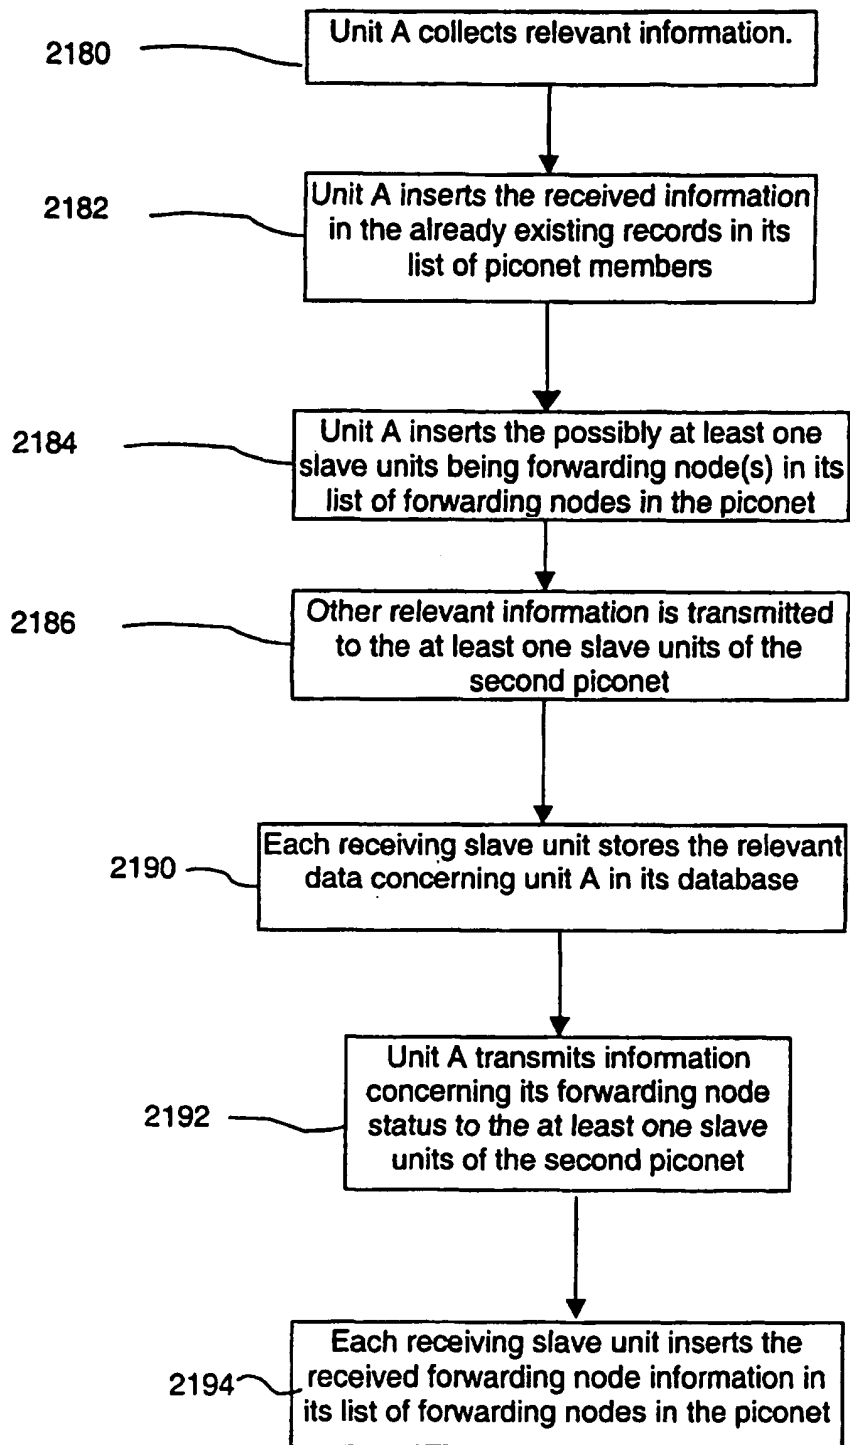 2180
Unit A collects relevant information.
2182
Unit A inserts the received information
in the already existing records in its
list of piconet members
2184
Unit A inserts the possibly at least one
slave units being forwarding node(s) in its
list of forwarding nodes in the piconet
2186
Other relevant information is transmitted
to the at least one slave units of the
second piconet
2190
Each receiving slave unit stores the relevant
data concerning unit A in its database
2192
Unit A transmits information
concerning its forwarding node
status to the at least one slave
units of the second piconet
2194
Each receiving slave unit inserts the
received forwarding node information in
its list of forwarding nodes in the piconet